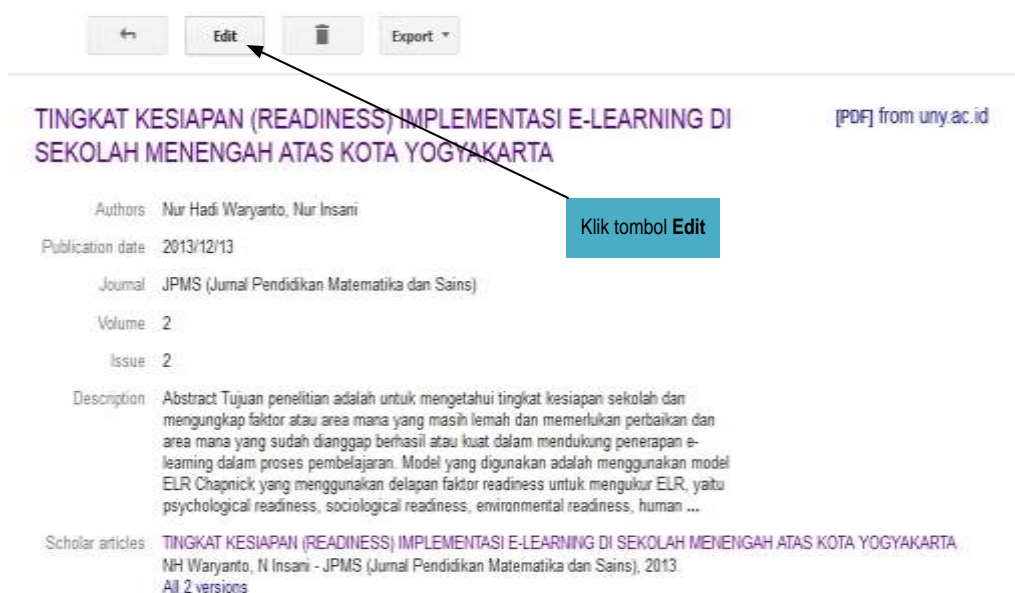 Edit
Export
TINGKAT KESIAPAN (READINESS) IMPLEMENTASI E-LEARNING DI
SEKOLAH MENENGAH ATAS KOTA YOGYAKARTA
[PDF] from uny.ac.id
Klik tombol Edit
Authors Nur Hadi Waryanto, Nur Insani
Publication date 2013/12/13
Journal JPMS (Jurnal Pendidikan Matematika dan Sains)
Volume 2
Issue 2
Description Abstract Tujuan penelitian adalah untuk mengetahui tingkat kesiapan sekolah dan
mengungkap faktor atau area mana yang masih lemah dan memerlukan perbaikan dan
area mana yang sudah dianggap berhasil atau kuat dalam mendukung penerapan e-
learning dalam proses pembelajaran. Model yang digunakan adalah menggunakan model
ELR Chapnick yang menggunakan delapan faktor readiness untuk mengukur ELR, yaitu
psychological readiness, sociological readiness, environmental readiness, human ...
Scholar articles TINGKAT KESIAPAN (READINESS) IMPLEMENTASI E-LEARNING DI SEKOLAH MENENGAH ATAS KOTA YOGYAKARTA
NH Waryanto, N Insani - JPMS (Jurnal Pendidikan Matematika dan Sains), 2013
All 2 versions